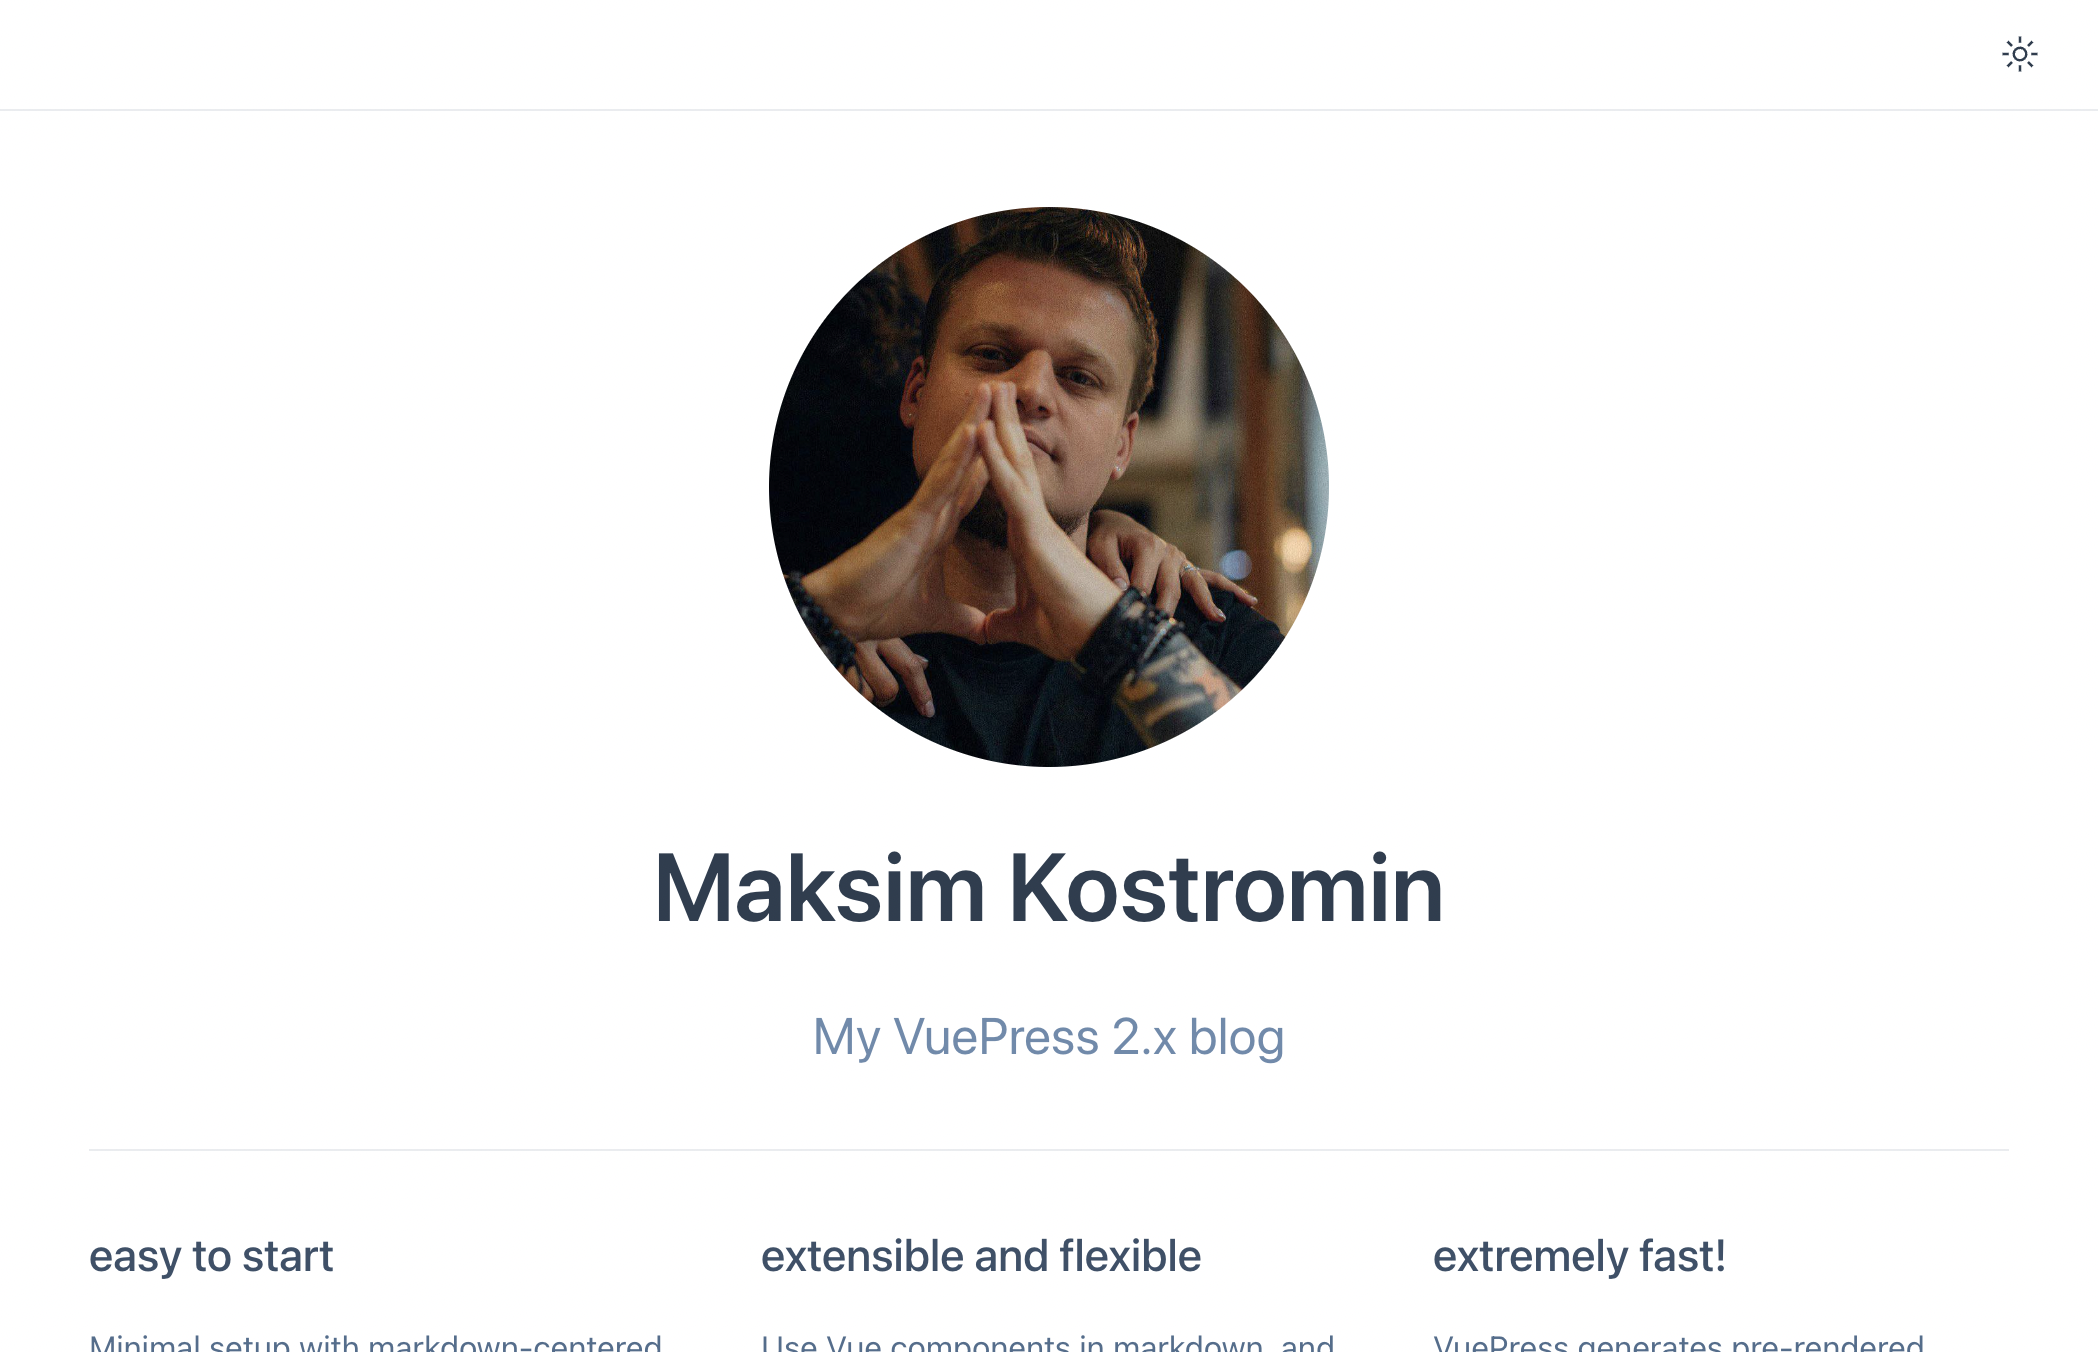 Maksim Kostromin
My VuePress 2.x blog
easy to start
extensible and flexible
extremely fast!
Minimal setup with markdown-centered
Use Vue components in markdown, and
VuePress generates pre-rendered